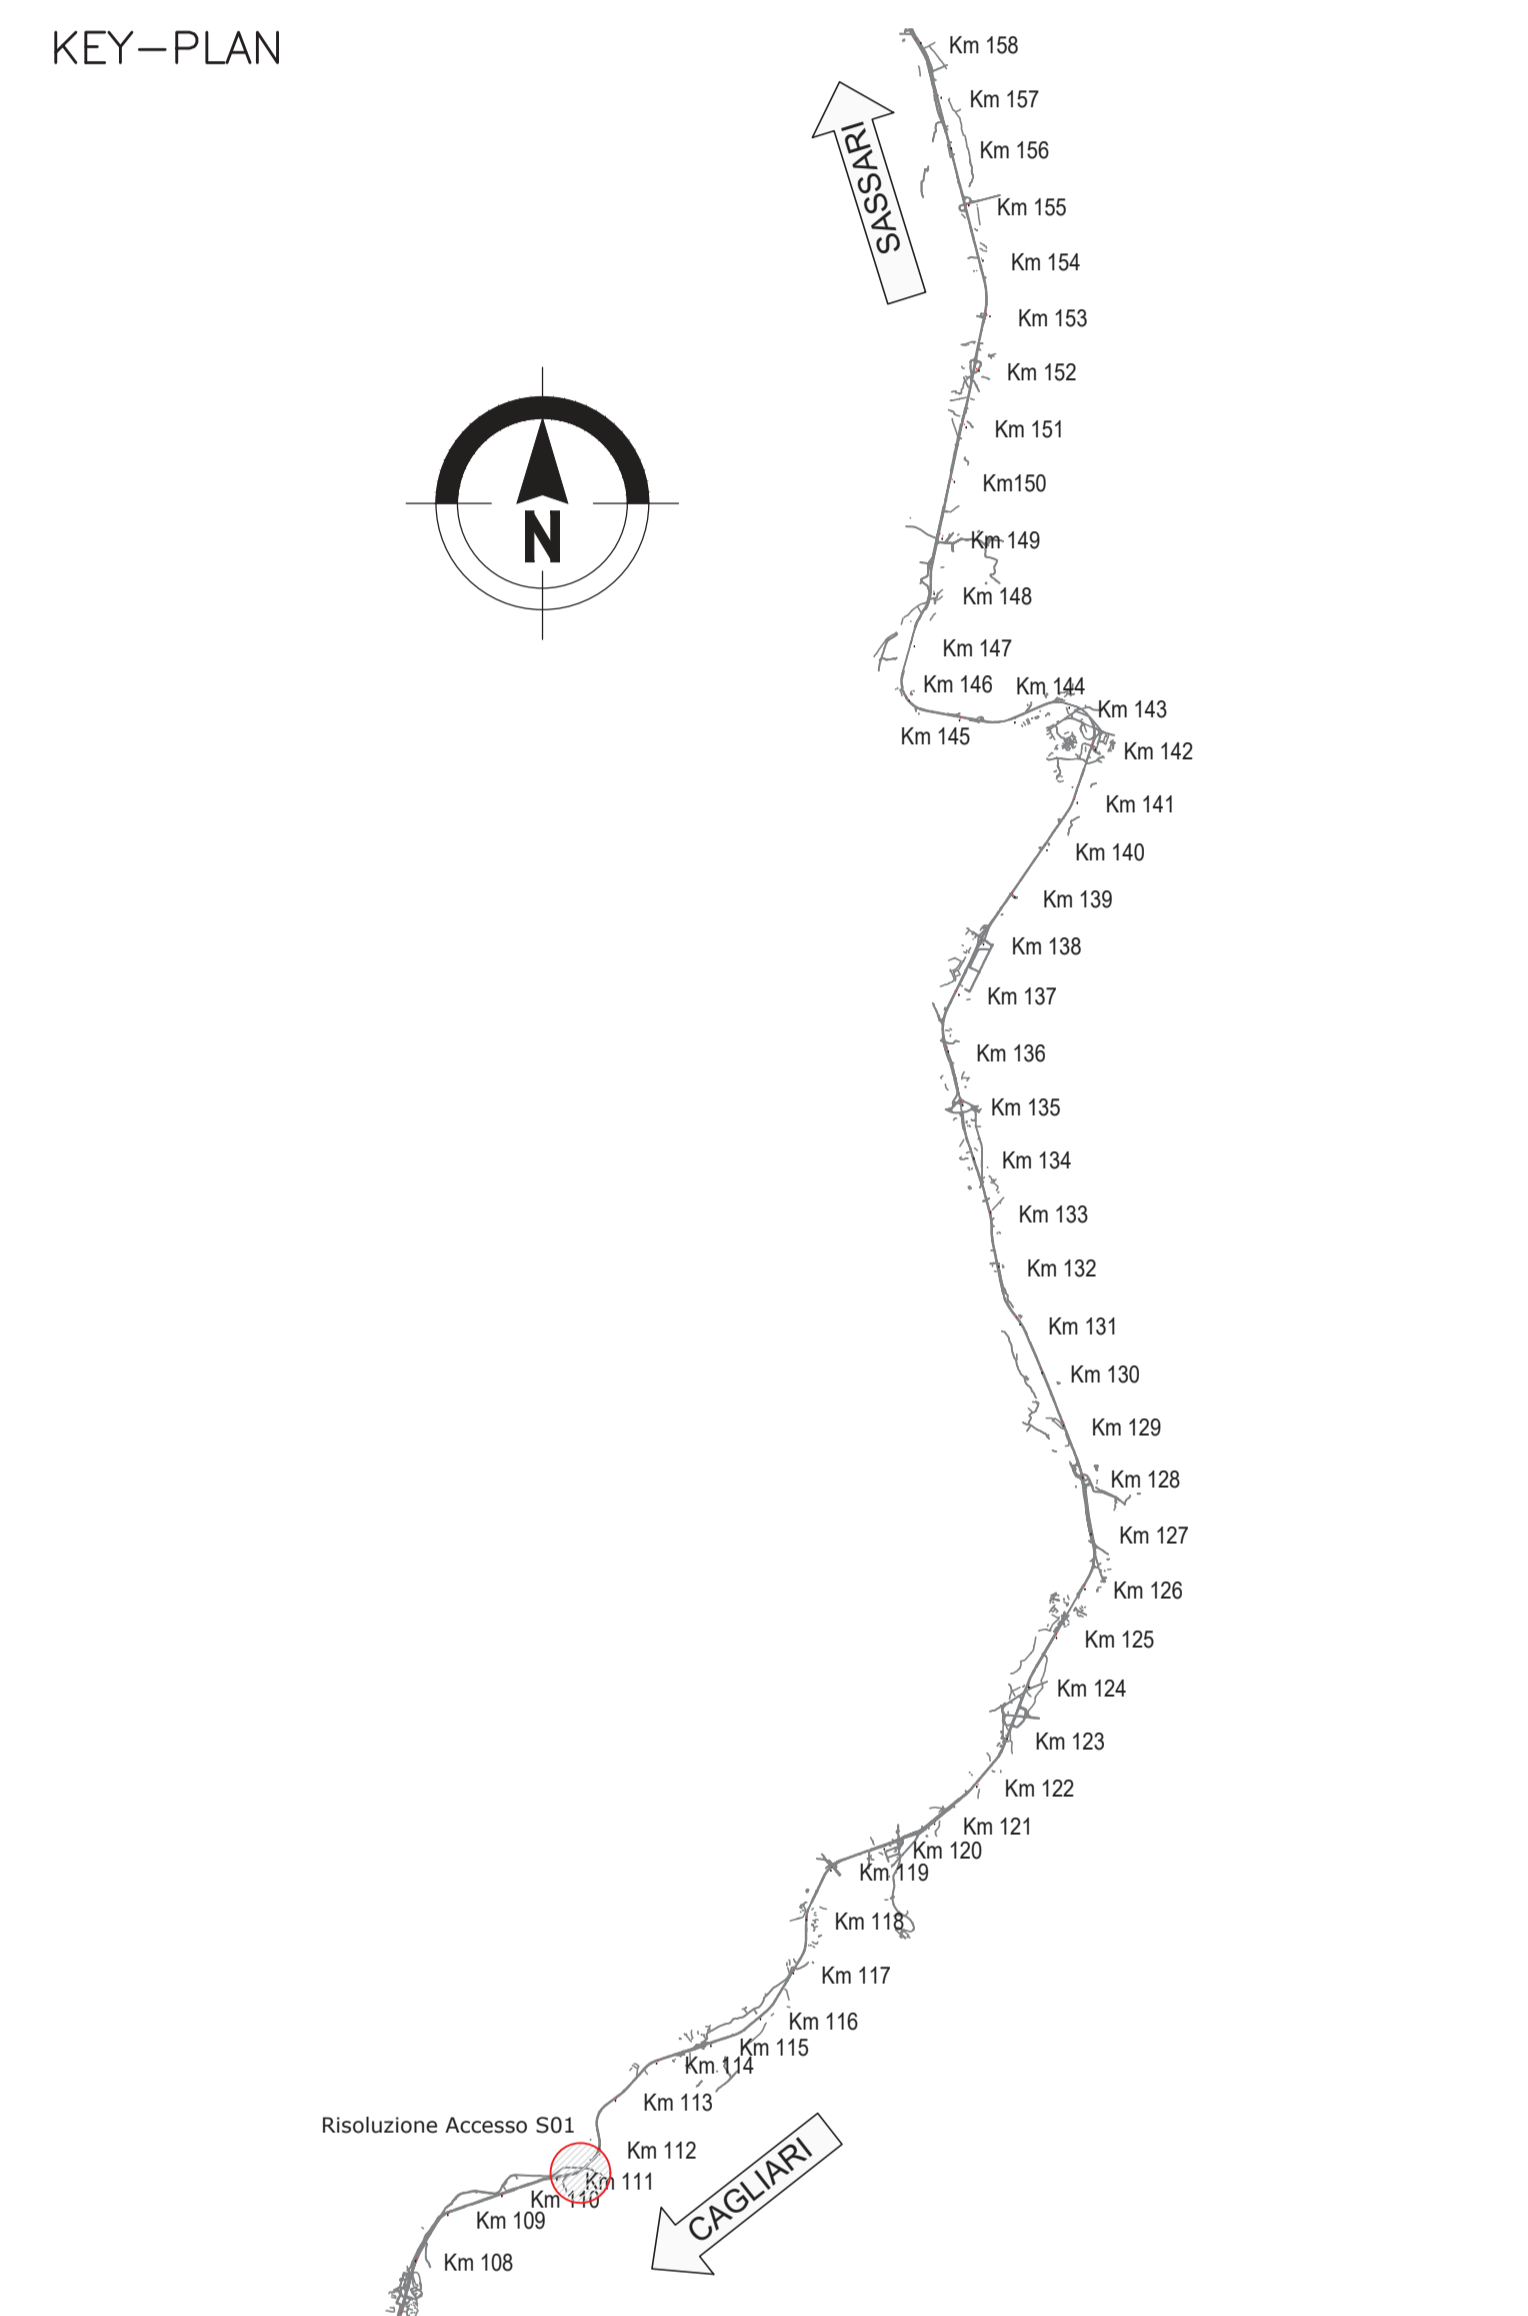 KEY-PLAN
Km 158
Km 157
SASSARI
Km 156
Km 155
Km 154
Km 153
Km 152
Km 151
Km150
N
Km 149
Km 148
Km 147
Km 146
Km 144
Km 143
Km 145
Km 142
Km 141
Km 140
Km 139
Km 138
Km 137
Km 136
Km 135
Km 134
Km 133
Km 132
Km 131
Km 130
Km 129
Km 128
Km 127
Km 126
Km 125
Km 124
Km 123
Km 122
Km 121
Km 120
Km 119
Km 118
Km 117
Km 116
Km 115
Km 114
Km 113
Risoluzione Accesso S01
Km 112
Km 111
Km 110
Km 109
CAGLIARI
Km 108